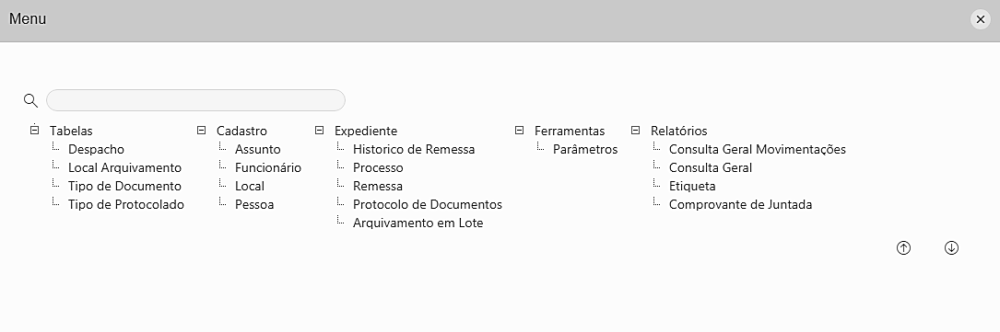 Menu
Tabelas
Despacho
Local Arquivamento
Tipo de Documento
Tipo de Protocolado
Cadastro
Assunto
Funcionário
Local
Pessoa
Expediente
Historico de Remessa
Processo
Remessa
Protocolo de Documentos
Arquivamento em Lote
Ferramentas
Parâmetros
Relatórios
Consulta Geral Movimentações
Consulta Geral
Etiqueta
Comprovante de Juntada